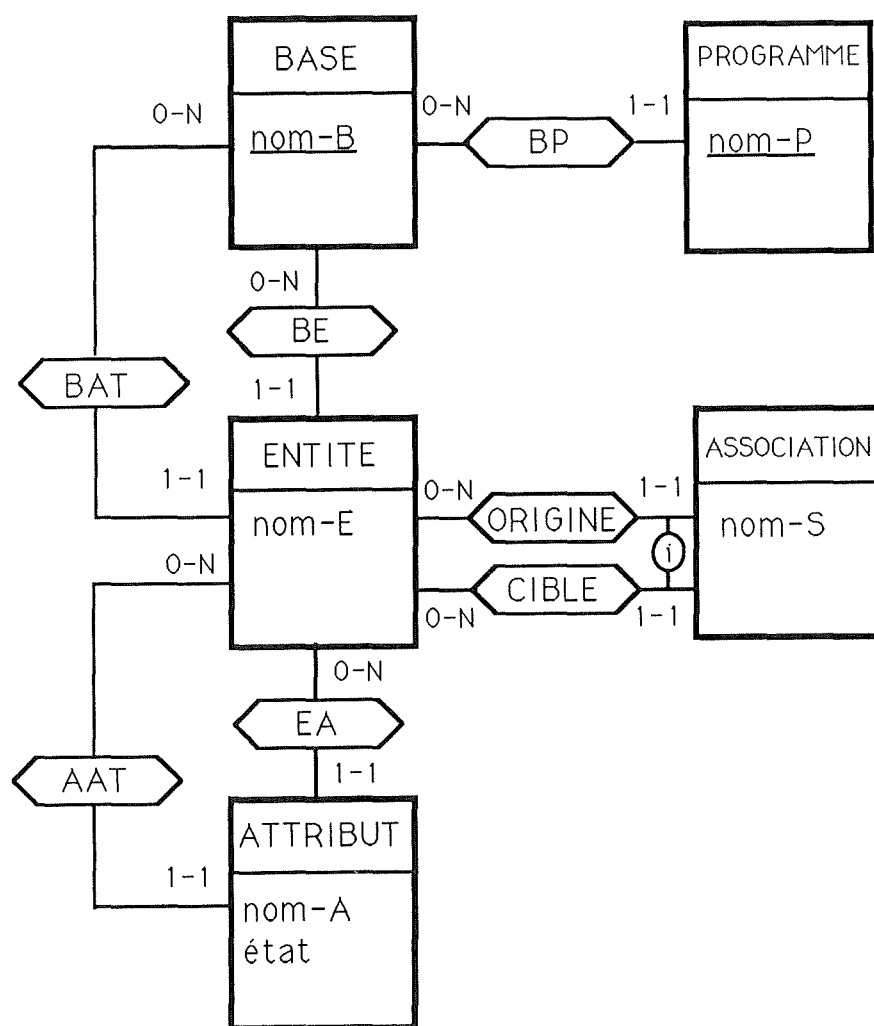 BASE
PROGRAMME
0-N
0-N
1-1
nom-B
BP
nom-P
0-N
BE
BAT
1-1
ENTITE
ASSOCIATION
1-1
0-N
1-1
nom-E
ORIGINE
nom-S
i
0-N
CIBLE
0-N
1-1
0-N
EA
AAT
1-1
ATTRIBUT
1-1
nom-A
état